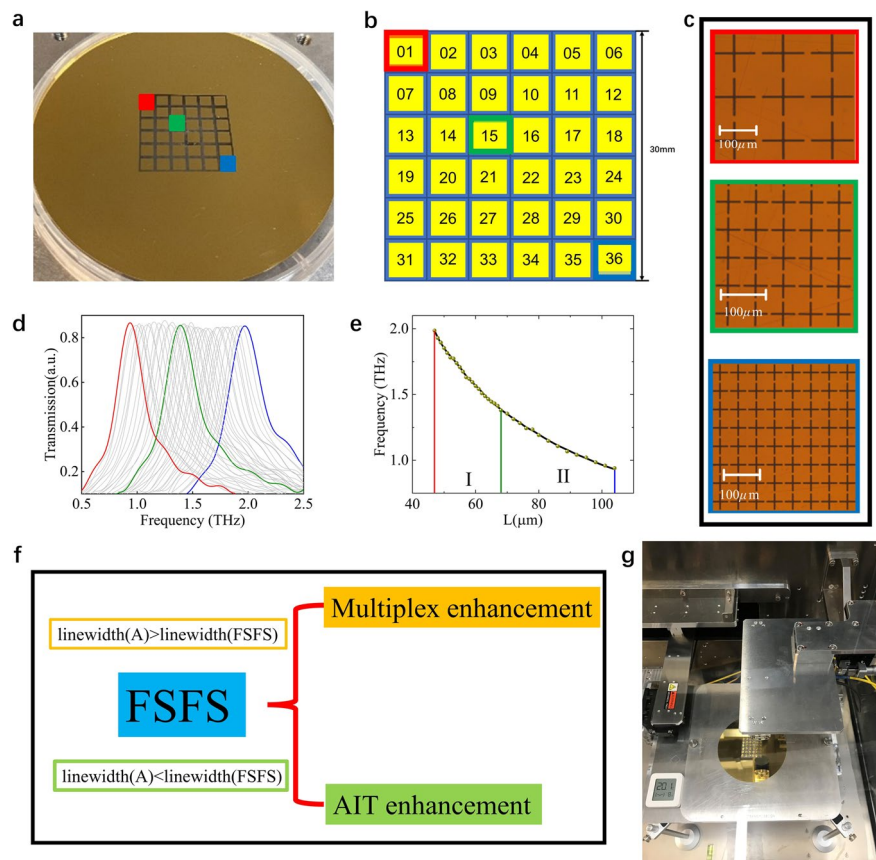 a
b
01 02 03 04 05 06
07 08 09 10 11 12
13 14 15 16 17 18
19 20 21 22 23 24
25 26 27 28 29 30
31 32 33 34 35 36
30mm
c
100μm
100μm
100μm
d
Transmission(a.u.)
0.8
0.6
0.4
0.2
0.5 1.0 1.5 2.0 2.5
Frequency (THz)
e
Frequency (THz)
2.0
1.5
1.0
I II
40 60 80 100
L(μm)
f
linewidth(A)>linewidth(FSFS)
FSFS
linewidth(A)<linewidth(FSFS)
Multiplex enhancement
AIT enhancement
g